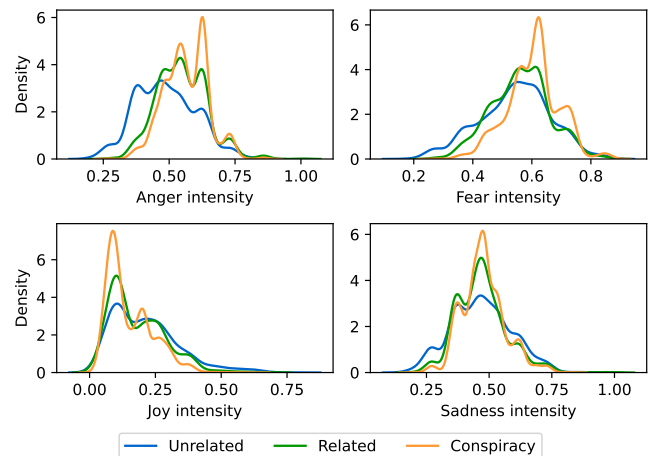 6
4
2
0
Density
0.25 0.50 0.75 1.00
Anger intensity
6
4
2
0
0.2 0.4 0.6 0.8
Fear intensity
6
4
2
0
Density
0.00 0.25 0.50 0.75
Joy intensity
6
4
2
0
0.25 0.50 0.75 1.00
Sadness intensity
Unrelated Related Conspiracy